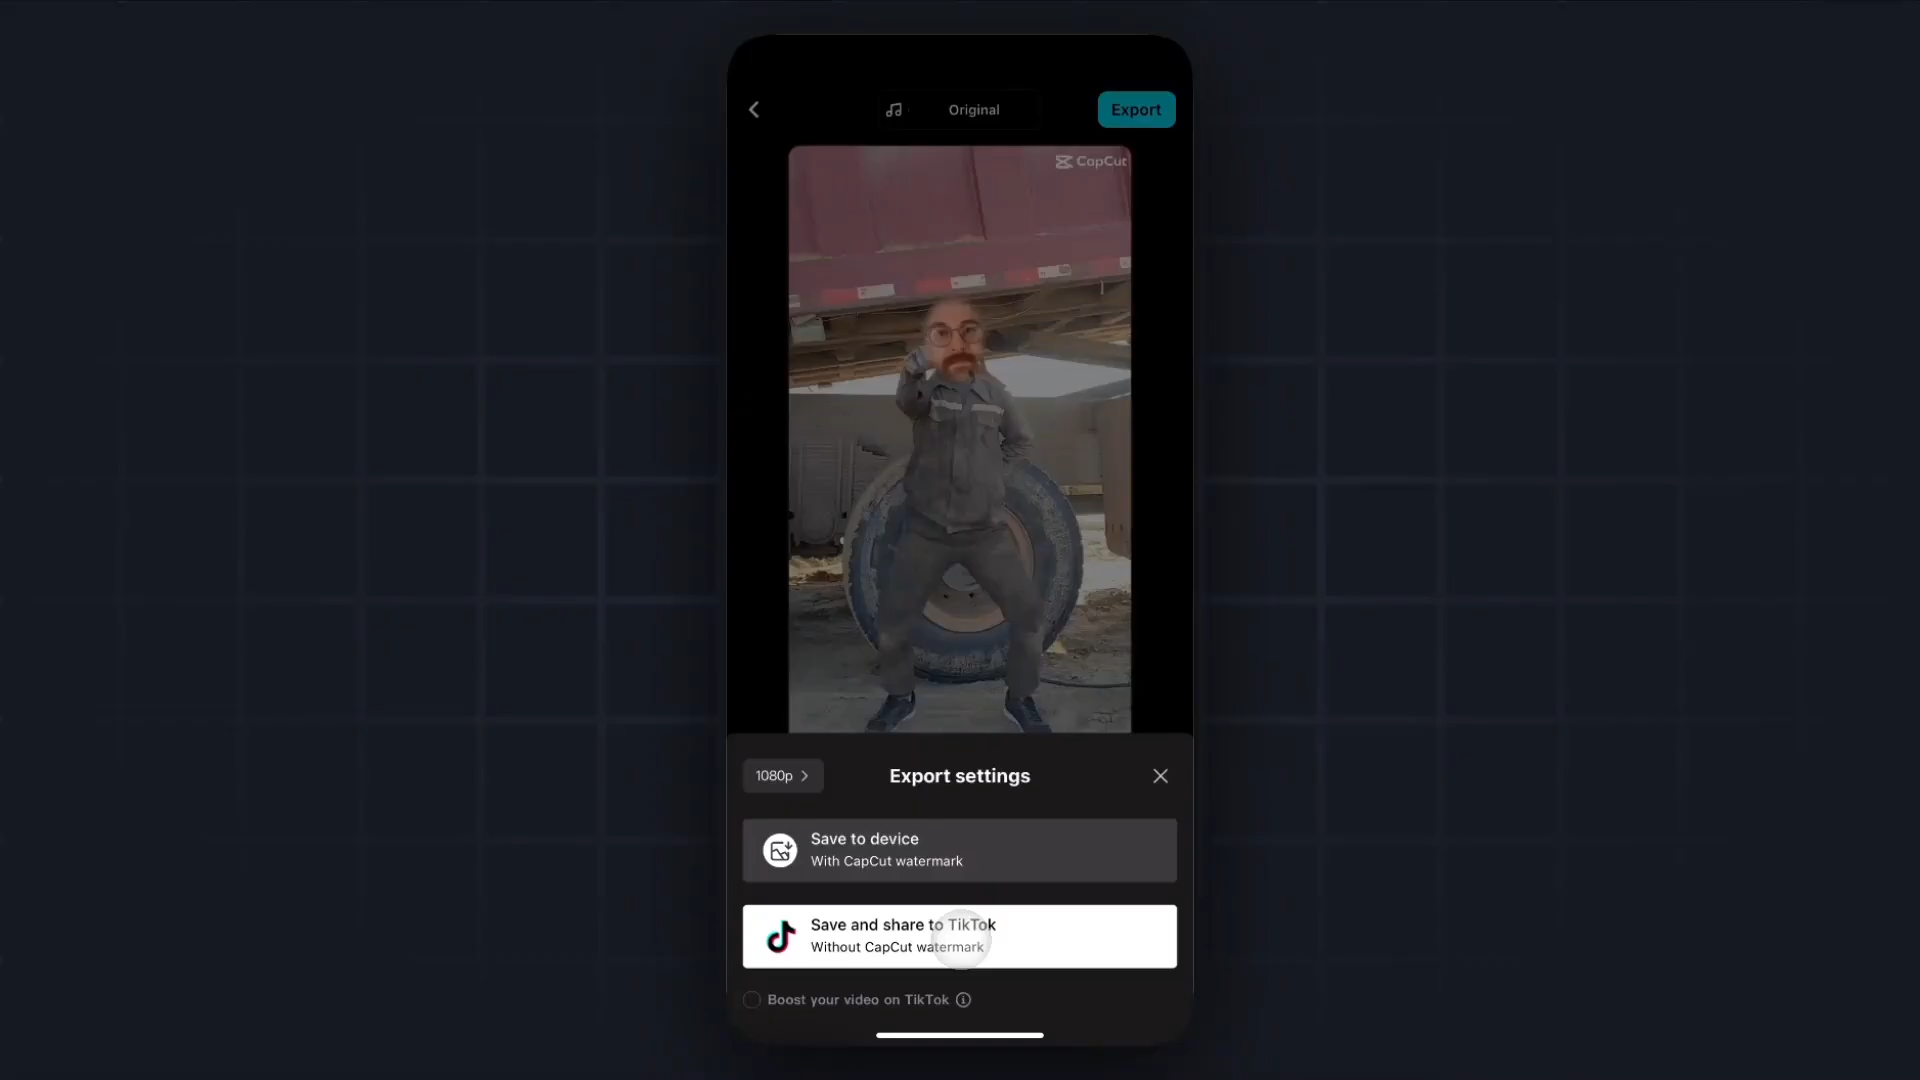 Original
Export
CapCut
1080p
Export settings
Save to device
With CapCut watermark
Save and share to TikTok
Without CapCut watermark
Boost your video on TikTok